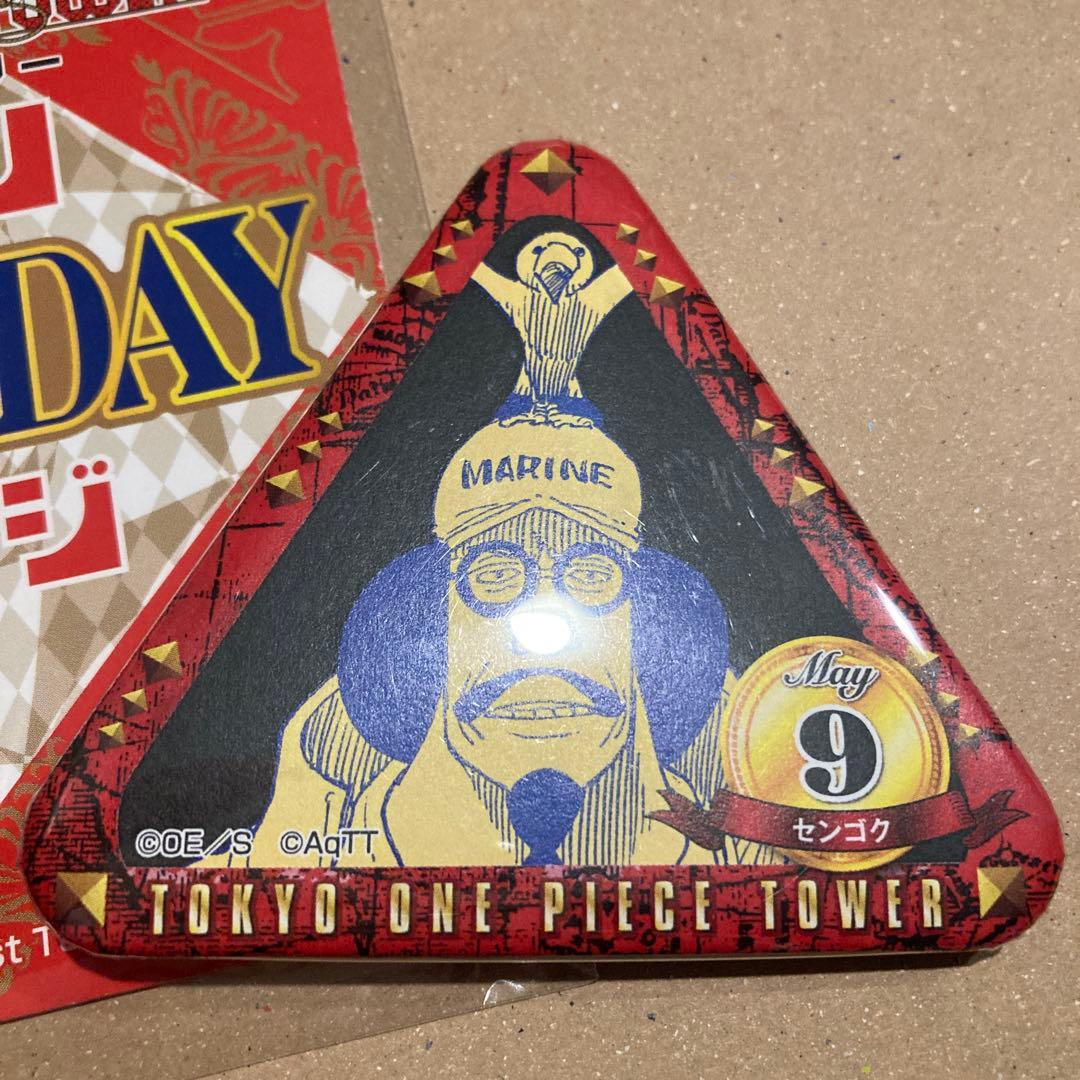 DAY
ジ
MARINE
May
9
センゴク
©OE/S ©AqTT
TOKYO ONE PIECE TOWER